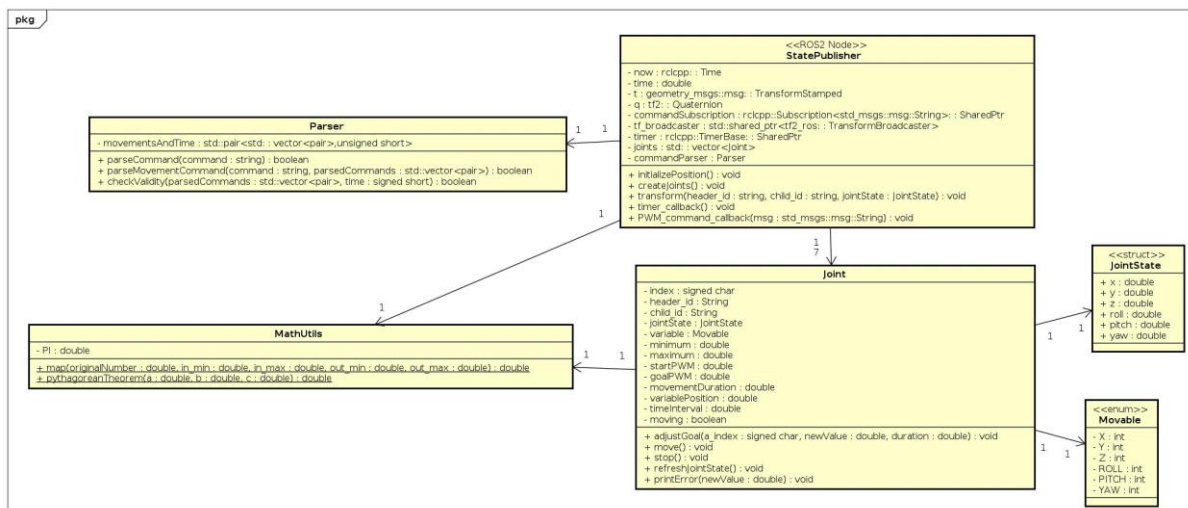 pkg
<<ROS2 Node>>
StatePublisher
- now : rclcpp: : Time
- time : double
- t : geometry_msgs::msg: : TransformStamped
- q : tf2: : Quaternion
- commandSubscription : rclcpp::Subscription<std_msgs::msg::String>: : SharedPtr
- tf_broadcaster : std::shared_ptr<tf2_ros: : TransformBroadcaster>
- timer : rclcpp::TimerBase: : SharedPtr
- joints : std: : vector<Joint>
- commandParser : Parser
+ initializePosition() : void
+ createJoints() : void
+ transform(header_id : string, child_id : string, jointState : JointState) : void
+ timer_callback() : void
+ PWM_command_callback(msg : std_msgs::msg::String) : void
Parser
- movementsAndTime : std::pair<std: : vector<pair>,unsigned short>
+ parseCommand(command : string) : boolean
+ parseMovementCommand(command : string, parsedCommands : std::vector<pair>) : boolean
+ checkValidity(parsedCommands : std::vector<pair>, time : signed short) : boolean
1
1
1
1
1
7
MathUtils
- PI : double
+ map(originalNumber : double, in_min : double, in_max : double, out_min : double, out_max : double) : double
+ pythagoreanTheorem(a : double, b : double, c : double) : double
1
1
Joint
- index : signed char
- header_id : String
- child_id : String
- jointState : JointState
- variable : Movable
- minimum : double
- maximum : double
- startPWM : double
- goalPWM : double
- movementDuration : double
- variablePosition : double
- timeInterval : double
- moving : boolean
+ adjustGoal(a_index : signed char, newValue : double, duration : double) : void
+ move() : void
+ stop() : void
+ refreshJointState() : void
+ printError(newValue : double) : void
1
1
1
1
<<struct>>
JointState
+ x : double
+ y : double
+ z : double
+ roll : double
+ pitch : double
+ yaw : double
<<enum>>
Movable
- X : int
- Y : int
- Z : int
- ROLL : int
- PITCH : int
- YAW : int